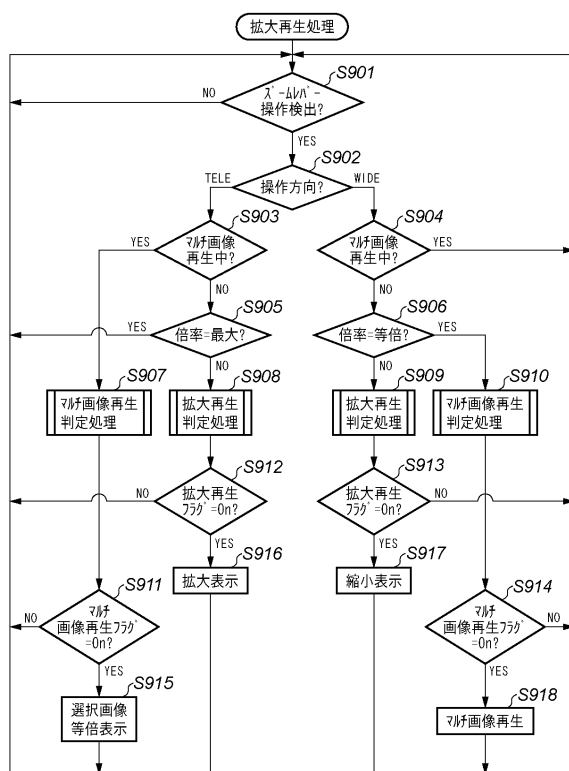 拡大再生処理
S901
ｽﾞｰﾑﾚﾊﾞｰ
操作検出?
NO
YES
S902
操作方向?
TELE
WIDE
S903
ﾏﾙﾁ画像
再生中?
YES
NO
S904
ﾏﾙﾁ画像
再生中?
YES
NO
S905
倍率=最大?
YES
NO
S906
倍率=等倍?
YES
NO
S907
ﾏﾙﾁ画像再生
判定処理
S908
拡大再生
判定処理
S909
拡大再生
判定処理
S910
ﾏﾙﾁ画像再生
判定処理
S912
拡大再生
ﾌﾗｸﾞ=On?
NO
YES
S913
拡大再生
ﾌﾗｸﾞ=On?
NO
YES
S916
拡大表示
S917
縮小表示
S911
ﾏﾙﾁ
画像再生ﾌﾗｸﾞ
=On?
NO
YES
S914
ﾏﾙﾁ
画像再生ﾌﾗｸﾞ
=On?
NO
YES
S915
選択画像
等倍表示
S918
ﾏﾙﾁ画像再生